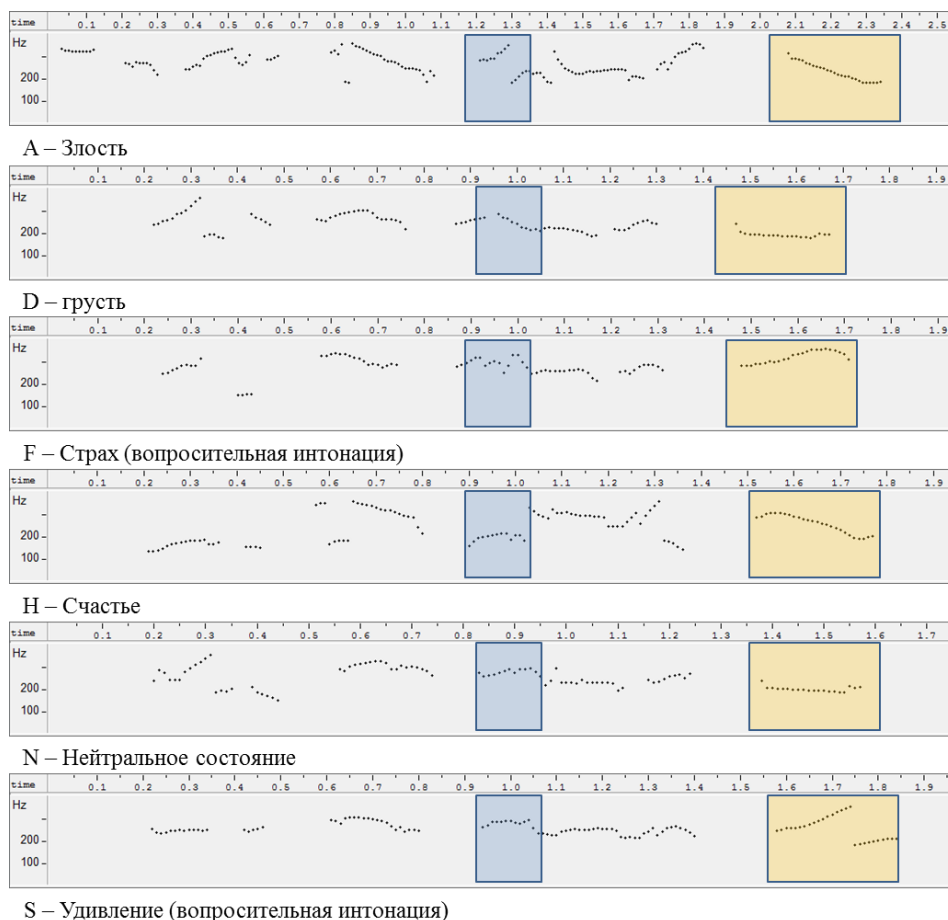 time 0.1 0.2 0.3 0.4 0.5 0.6 0.7 0.8 0.9 1.0 1.1 1.2 1.3 1.4 1.5 1.6 1.7 1.8 1.9 2.0 2.1 2.2 2.3 2.4 2.5
Hz
200
100
А – Злость
time 0.1 0.2 0.3 0.4 0.5 0.6 0.7 0.8 0.9 1.0 1.1 1.2 1.3 1.4 1.5 1.6 1.7 1.8 1.9
Hz
200
100
D – грусть
time 0.1 0.2 0.3 0.4 0.5 0.6 0.7 0.8 0.9 1.0 1.1 1.2 1.3 1.4 1.5 1.6 1.7 1.8 1.9
Hz
200
100
F – Страх (вопросительная интонация)
time 0.1 0.2 0.3 0.4 0.5 0.6 0.7 0.8 0.9 1.0 1.1 1.2 1.3 1.4 1.5 1.6 1.7 1.8 1.9
Hz
200
100
H – Счастье
time 0.1 0.2 0.3 0.4 0.5 0.6 0.7 0.8 0.9 1.0 1.1 1.2 1.3 1.4 1.5 1.6 1.7
Hz
200
100
N – Нейтральное состояние
time 0.1 0.2 0.3 0.4 0.5 0.6 0.7 0.8 0.9 1.0 1.1 1.2 1.3 1.4 1.5 1.6 1.7 1.8 1.9
Hz
200
100
S – Удивление (вопросительная интонация)